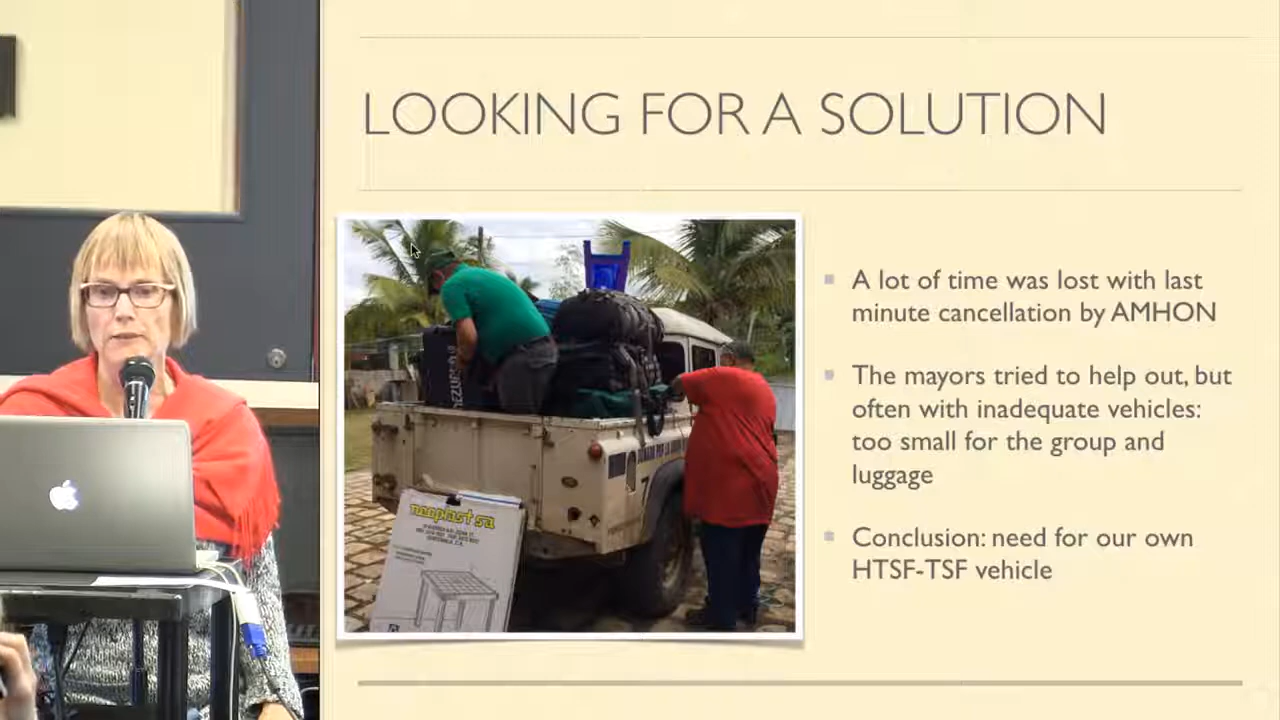 LOOKING FOR A SOLUTION
A lot of time was lost with last
minute cancellation by AMHON
The mayors tried to help out, but
often with inadequate vehicles:
too small for the group and
luggage
Conclusion: need for our own
HTSF-TSF vehicle
neoplast sa